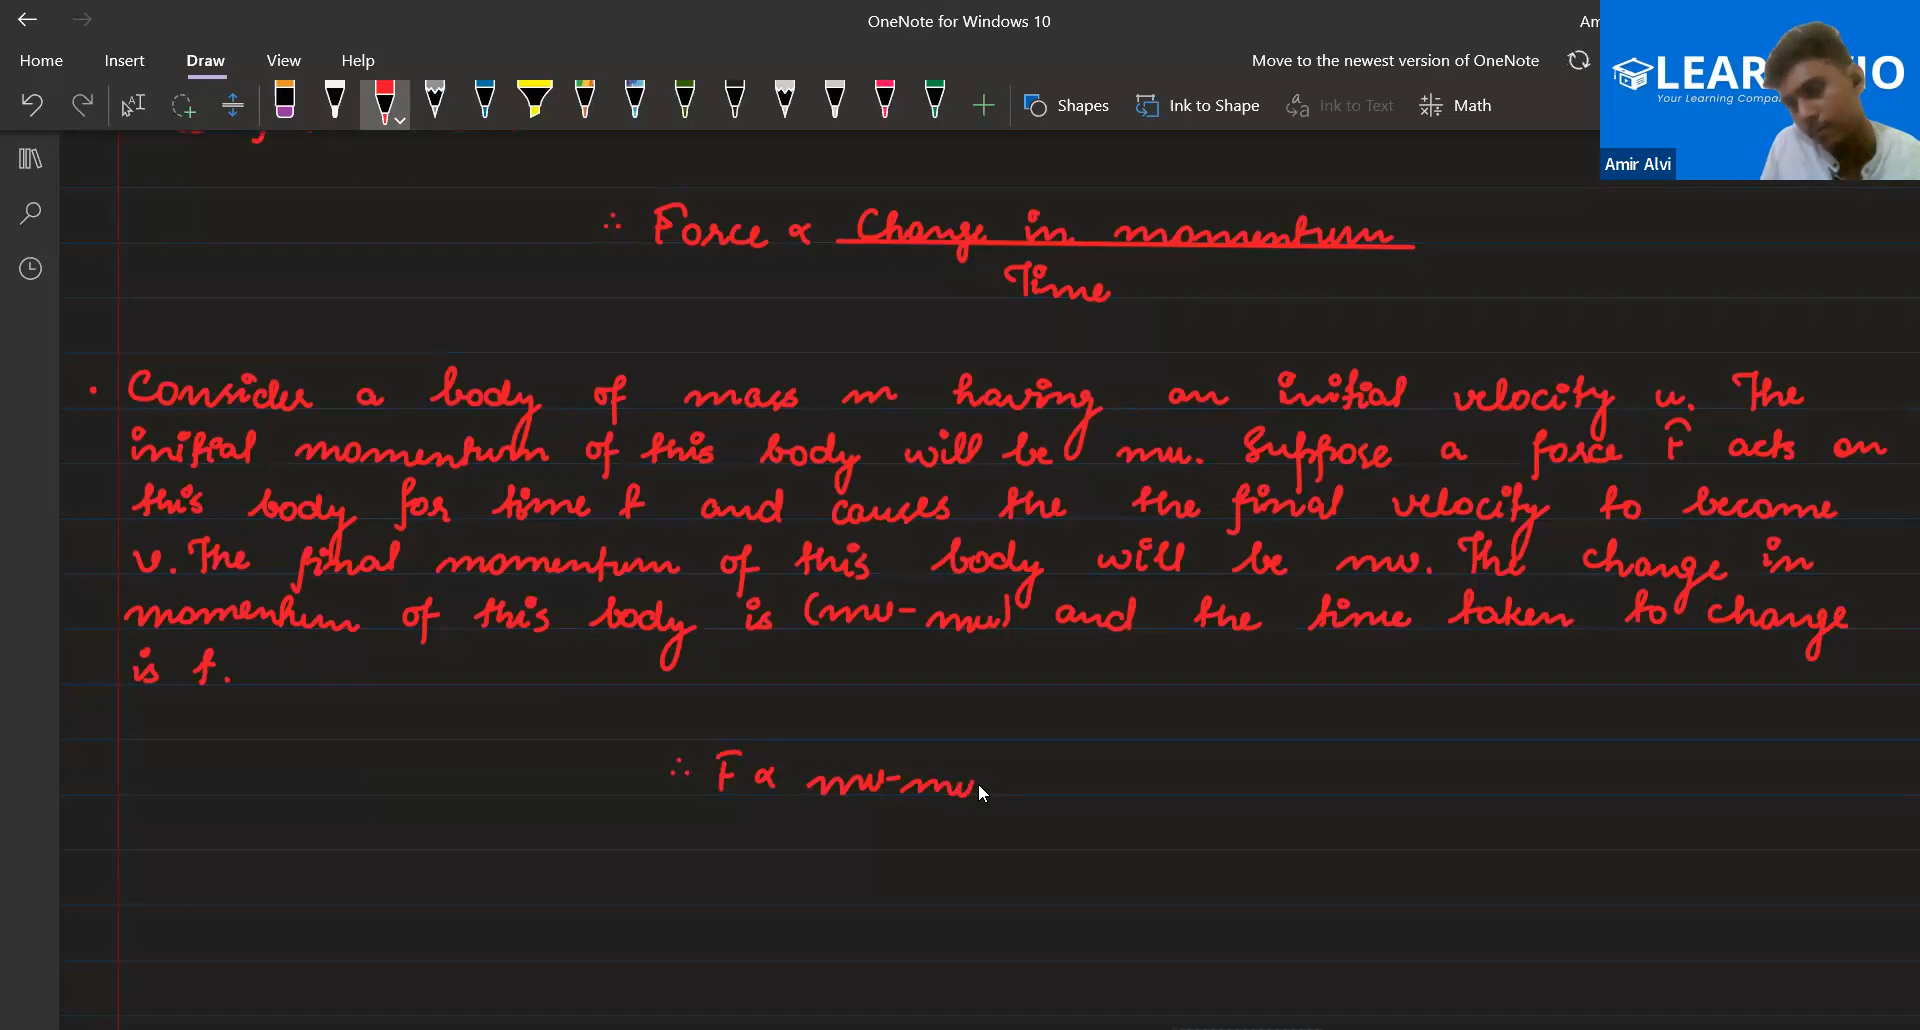 OneNote for Windows 10
Am
Home Insert Draw View Help
Move to the newest version of OneNote
Shapes Ink to Shape Ink to Text Math
Your Learning Compa
Amir Alvi
∴ Force ∝ Change in momentum
Time
· Consider a body of mass m having an initial velocity u. The
initial momentum of this body will be mu. Suppose a force F acts on
this body for time t and causes the the final velocity to become
v. The final momentum of this body will be mv. The change in
momentum of this body is (mv-mu) and the time taken to change
is t.
∴ F ∝ mv-mu